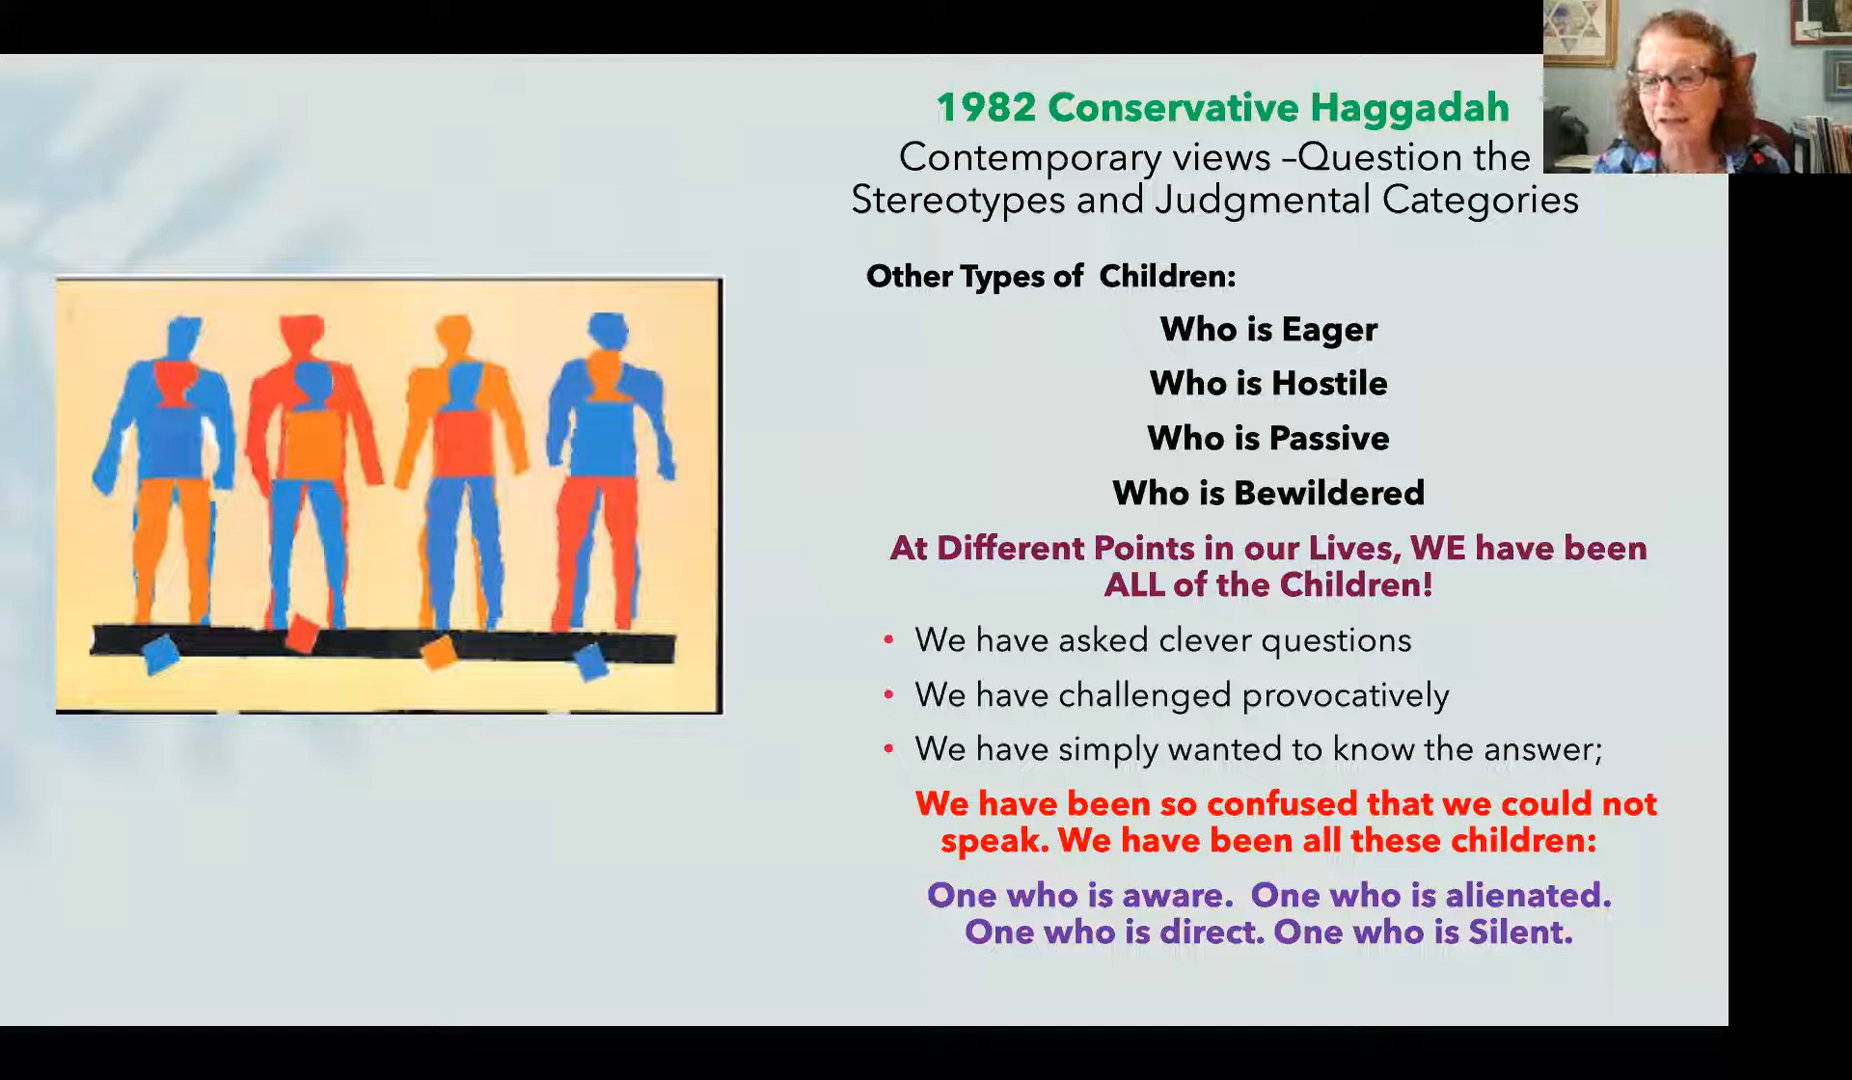 1982 Conservative Haggadah
Contemporary views –Question the
Stereotypes and Judgmental Categories
Other Types of  Children:
Who is Eager
Who is Hostile
Who is Passive
Who is Bewildered
At Different Points in our Lives, WE have been
ALL of the Children!
• We have asked clever questions
• We have challenged provocatively
• We have simply wanted to know the answer;
We have been so confused that we could not
speak. We have been all these children:
One who is aware.  One who is alienated.
One who is direct. One who is Silent.